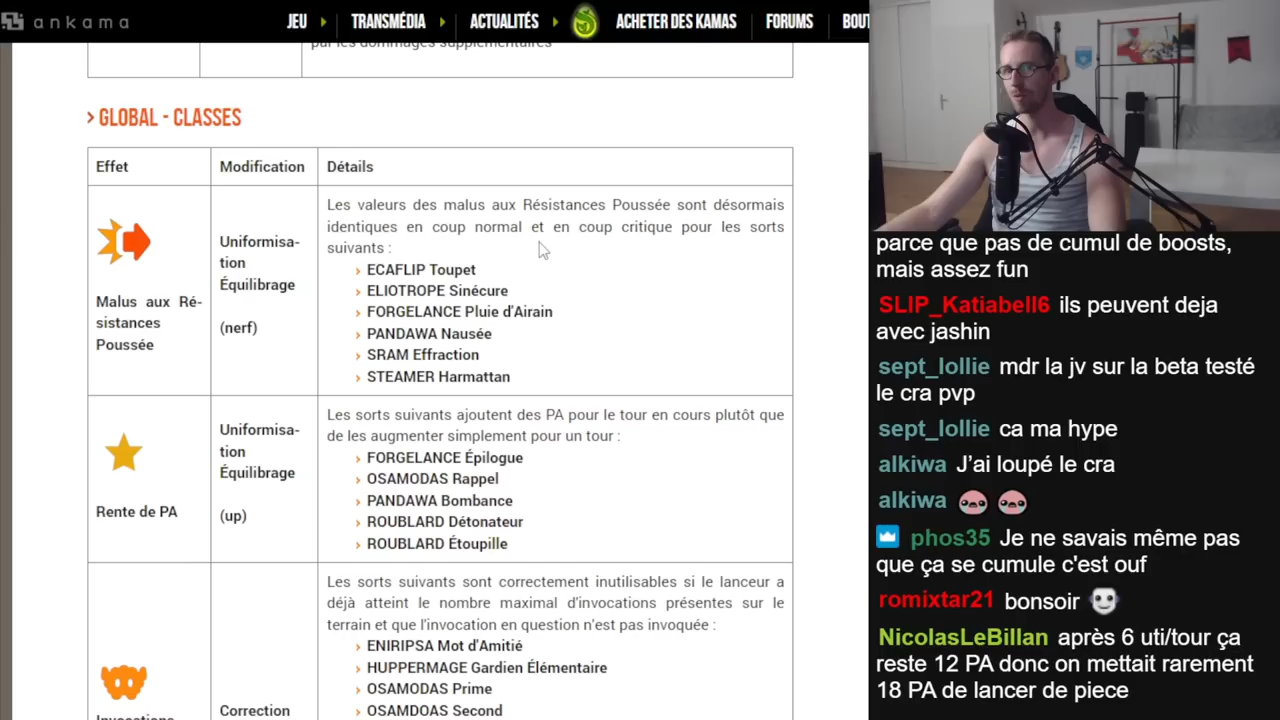 ankama
JEU
TRANSMÉDIA
ACTUALITÉS
ACHETER DES KAMAS
FORUMS
par les dommages supplémentaires
GLOBAL - CLASSES
Effet
Modification
Détails
Malus aux Ré-
sistances
Poussée
Uniformisa-
tion
Équilibrage
(nerf)
Les valeurs des malus aux Résistances Poussée sont désormais
identiques en coup normal et en coup critique pour les sorts
suivants :
ECAFLIP Toupet
ELIOTROPE Sinécure
FORGELANCE Pluie d'Airain
PANDAWA Nausée
SRAM Effraction
STEAMER Harmattan
Rente de PA
Uniformisa-
tion
Équilibrage
(up)
Les sorts suivants ajoutent des PA pour le tour en cours plutôt que
de les augmenter simplement pour un tour :
FORGELANCE Épilogue
OSAMODAS Rappel
PANDAWA Bombance
ROUBLARD Détonateur
ROUBLARD Étoupille
Invocations
Correction
Les sorts suivants sont correctement inutilisables si le lanceur a
déjà atteint le nombre maximal d'invocations présentes sur le
terrain et que l'invocation en question n'est pas invoquée :
ENIRIPSA Mot d'Amitié
HUPPERMAGE Gardien Élémentaire
OSAMODAS Prime
OSAMDOAS Second
parce que pas de cumul de boosts,
mais assez fun
SLIP_Katiabell6 ils peuvent deja
avec jashin
sept_lollie mdr la jv sur la beta testé
le cra pvp
sept_lollie ca ma hype
alkiwa J'ai loupé le cra
alkiwa
phos35 Je ne savais même pas
que ça se cumule c'est ouf
romixtar21 bonsoir
NicolasLeBillan après 6 uti/tour ça
reste 12 PA donc on mettait rarement
18 PA de lancer de piece